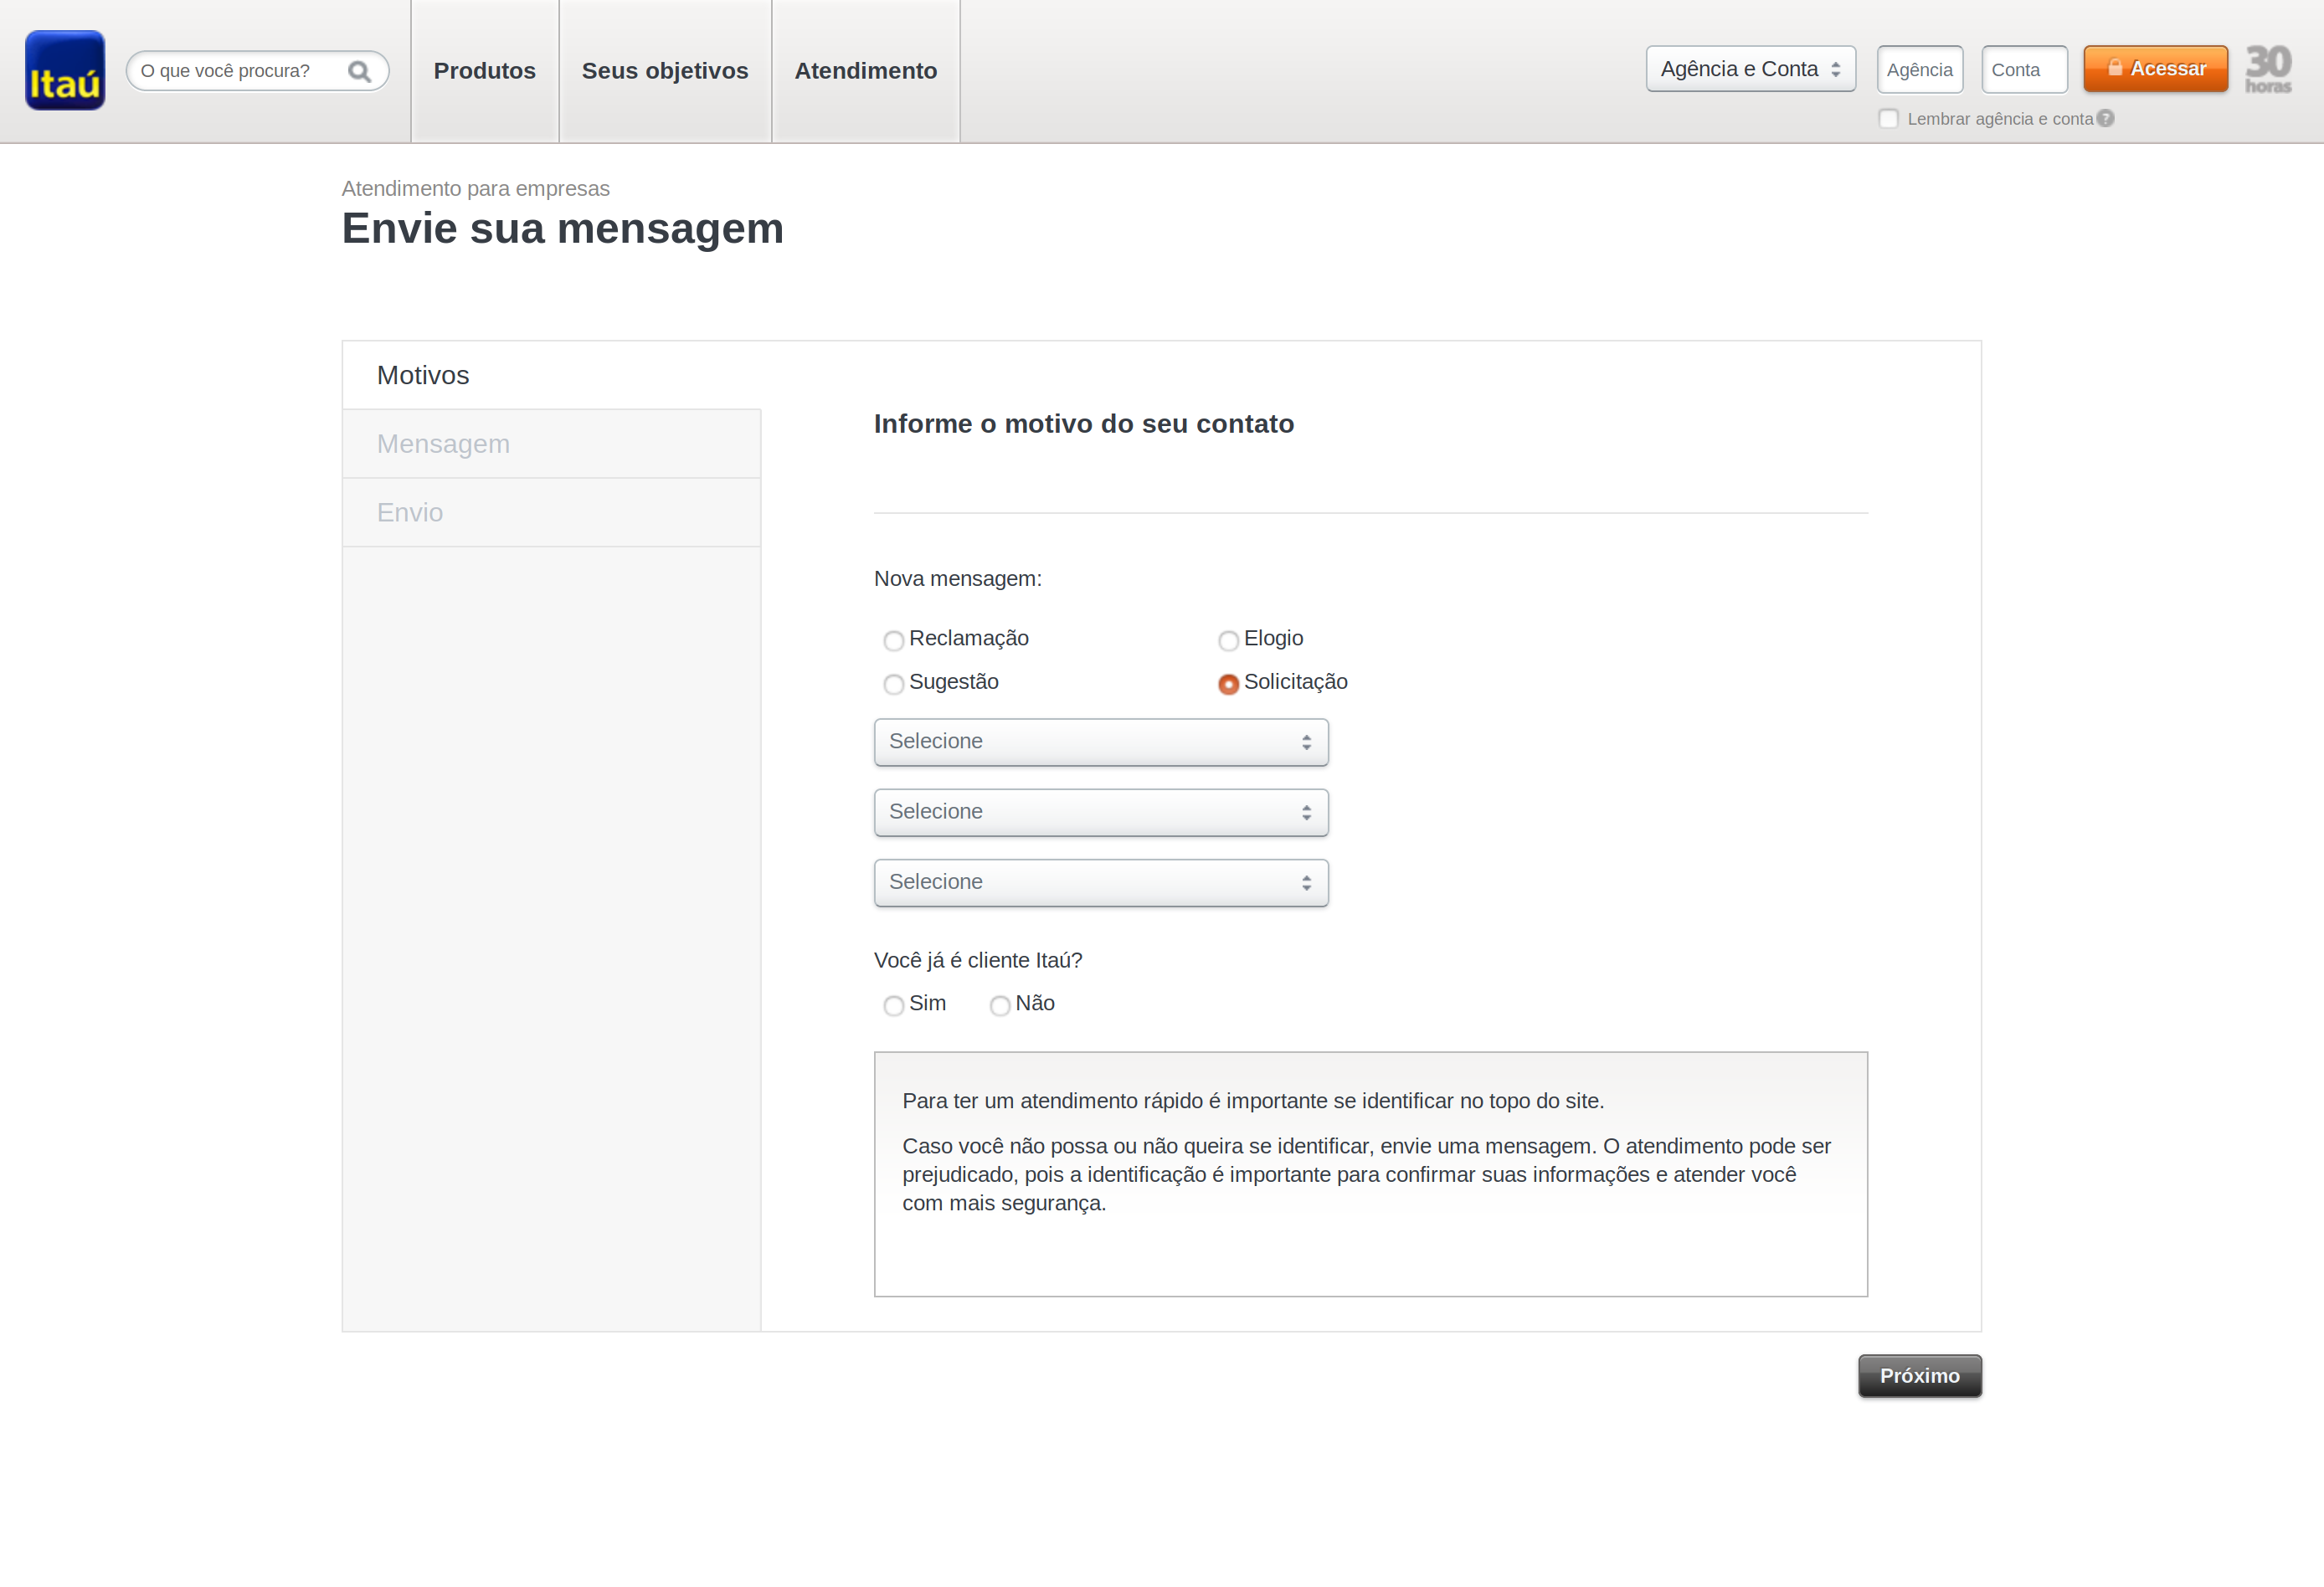 Itaú
O que você procura?
Produtos
Seus objetivos
Atendimento
Agência e Conta
Agência
Conta
Acessar
30
horas
Lembrar agência e conta
?
Atendimento para empresas
Envie sua mensagem
Motivos
Mensagem
Envio
Informe o motivo do seu contato
Nova mensagem:
Reclamação
Elogio
Sugestão
Solicitação
Selecione
Selecione
Selecione
Você já é cliente Itaú?
Sim
Não
Para ter um atendimento rápido é importante se identificar no topo do site.
Caso você não possa ou não queira se identificar, envie uma mensagem. O atendimento pode ser
prejudicado, pois a identificação é importante para confirmar suas informações e atender você
com mais segurança.
Próximo